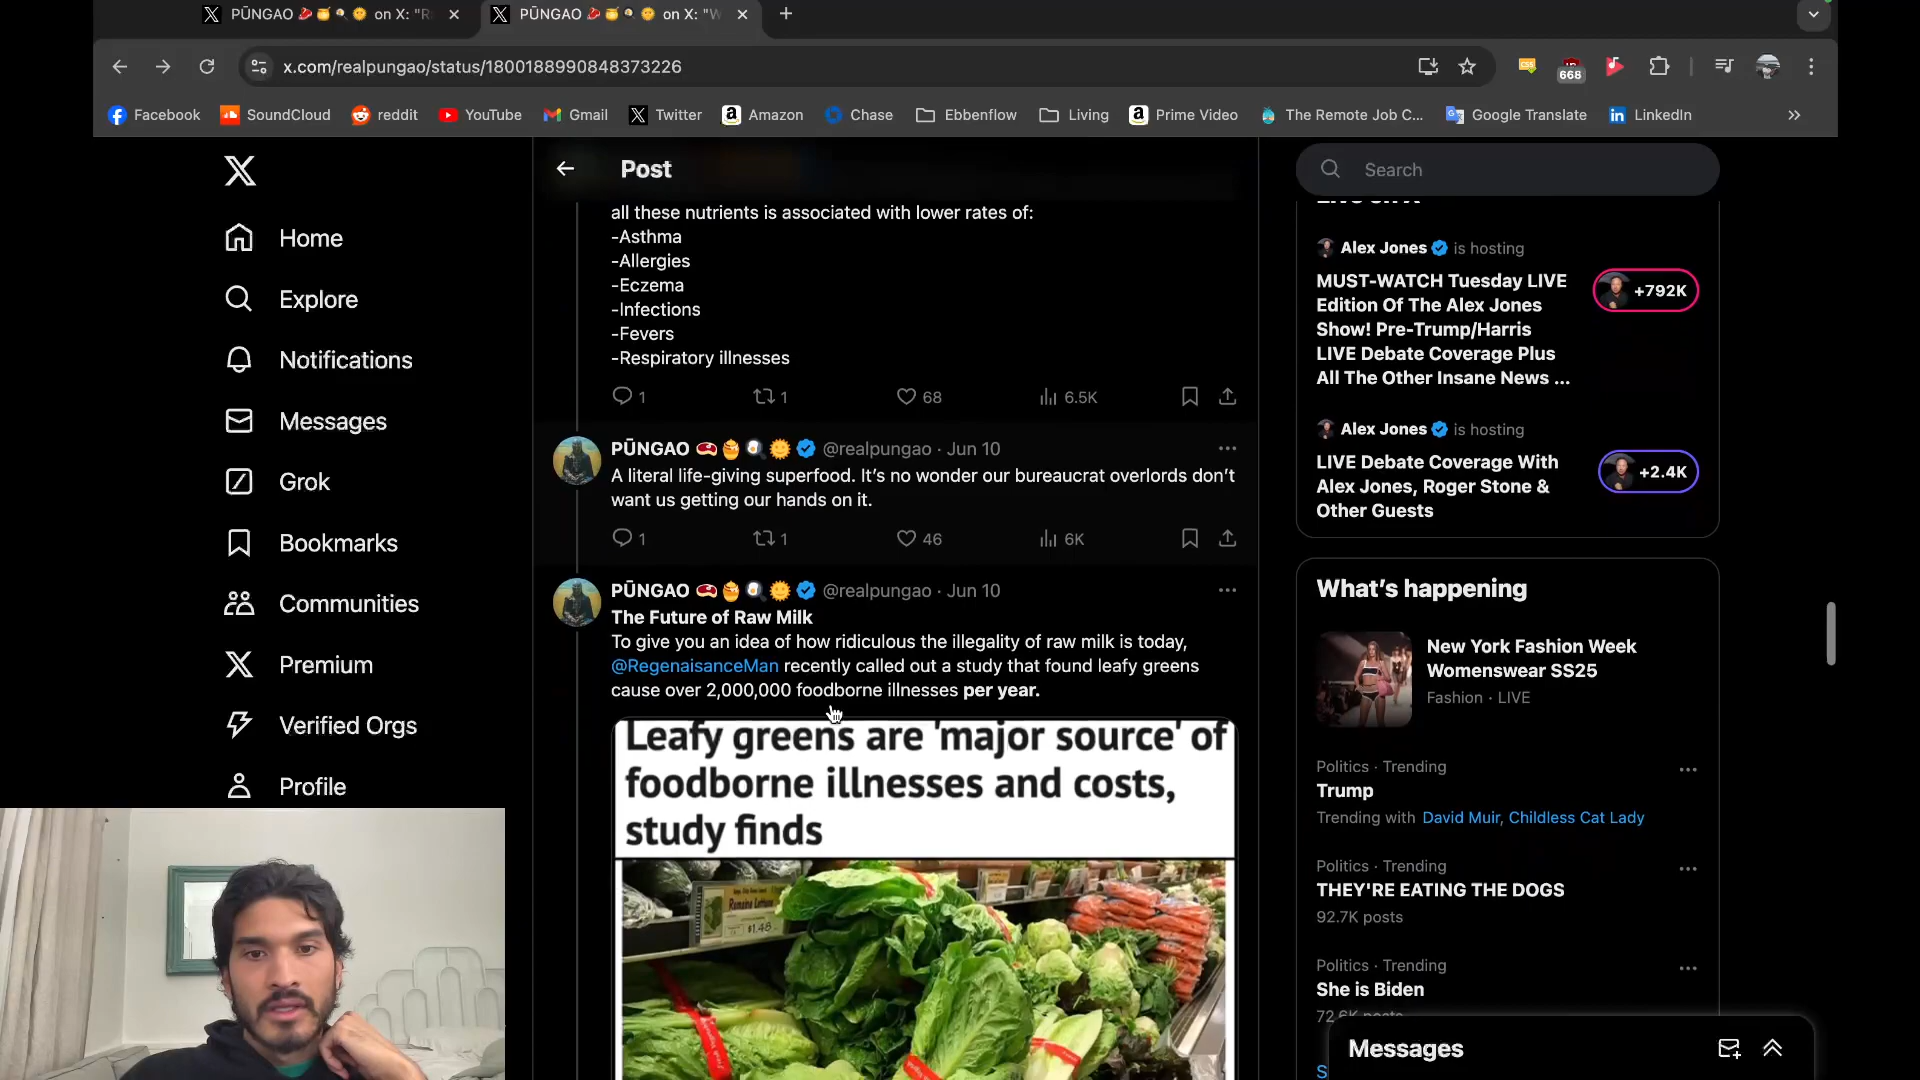 PŪNGAO 🥩🍯🍳🌞 on X: "R
PŪNGAO 🥩🍯🍳🌞 on X: "W
x.com/realpungao/status/1800188990848373226
668
Facebook
SoundCloud
reddit
YouTube
Gmail
Twitter
Amazon
Chase
Ebbenflow
Living
Prime Video
The Remote Job C...
Google Translate
LinkedIn
Home
Explore
Notifications
Messages
Grok
Bookmarks
Communities
Premium
Verified Orgs
Profile
Post
all these nutrients is associated with lower rates of:
-Asthma
-Allergies
-Eczema
-Infections
-Fevers
-Respiratory illnesses
1 1 68 6.5K
PŪNGAO 🥩🍯🍳🌞 @realpungao · Jun 10
A literal life-giving superfood. It's no wonder our bureaucrat overlords don't
want us getting our hands on it.
1 1 46 6K
PŪNGAO 🥩🍯🍳🌞 @realpungao · Jun 10
The Future of Raw Milk
To give you an idea of how ridiculous the illegality of raw milk is today,
@RegenaisanceMan recently called out a study that found leafy greens
cause over 2,000,000 foodborne illnesses per year.
Leafy greens are 'major source' of
foodborne illnesses and costs,
study finds
Romaine Lettuce
$1.48
Search
Alex Jones is hosting
MUST-WATCH Tuesday LIVE
Edition Of The Alex Jones
Show! Pre-Trump/Harris
LIVE Debate Coverage Plus
All The Other Insane News ...
+792K
Alex Jones is hosting
LIVE Debate Coverage With
Alex Jones, Roger Stone &
Other Guests
+2.4K
What's happening
New York Fashion Week
Womenswear SS25
Fashion · LIVE
Politics · Trending
Trump
Trending with David Muir, Childless Cat Lady
Politics · Trending
THEY'RE EATING THE DOGS
92.7K posts
Politics · Trending
She is Biden
Messages